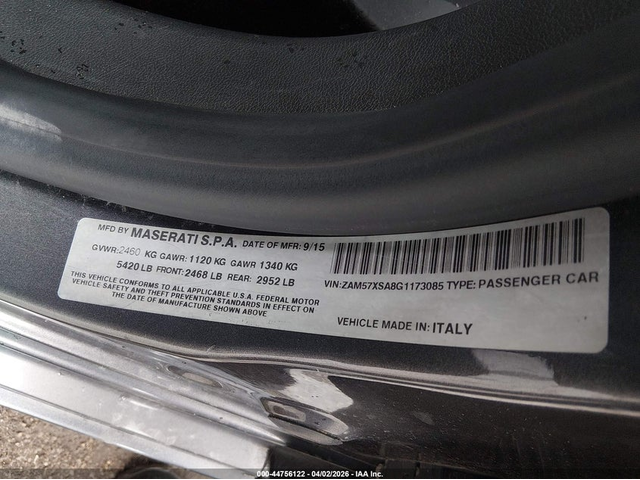 MFD BY MASERATI S.P.A. DATE OF MFR: 9/15
GVWR:2460 KG GAWR: 1120 KG GAWR 1340 KG
5420 LB FRONT: 2468 LB REAR: 2952 LB
THIS VEHICLE CONFORMS TO ALL APPLICABLE U.S.A. FEDERAL MOTOR
VEHICLE SAFETY AND THEFT PREVENTION STANDARDS IN EFFECT ON
THE DATE OF MANUFACTURE SHOWN ABOVE
VIN:ZAM57XSA8G1173085 TYPE: PASSENGER CAR
VEHICLE MADE IN: ITALY
000-44756122 - 04/02/2026 - IAA